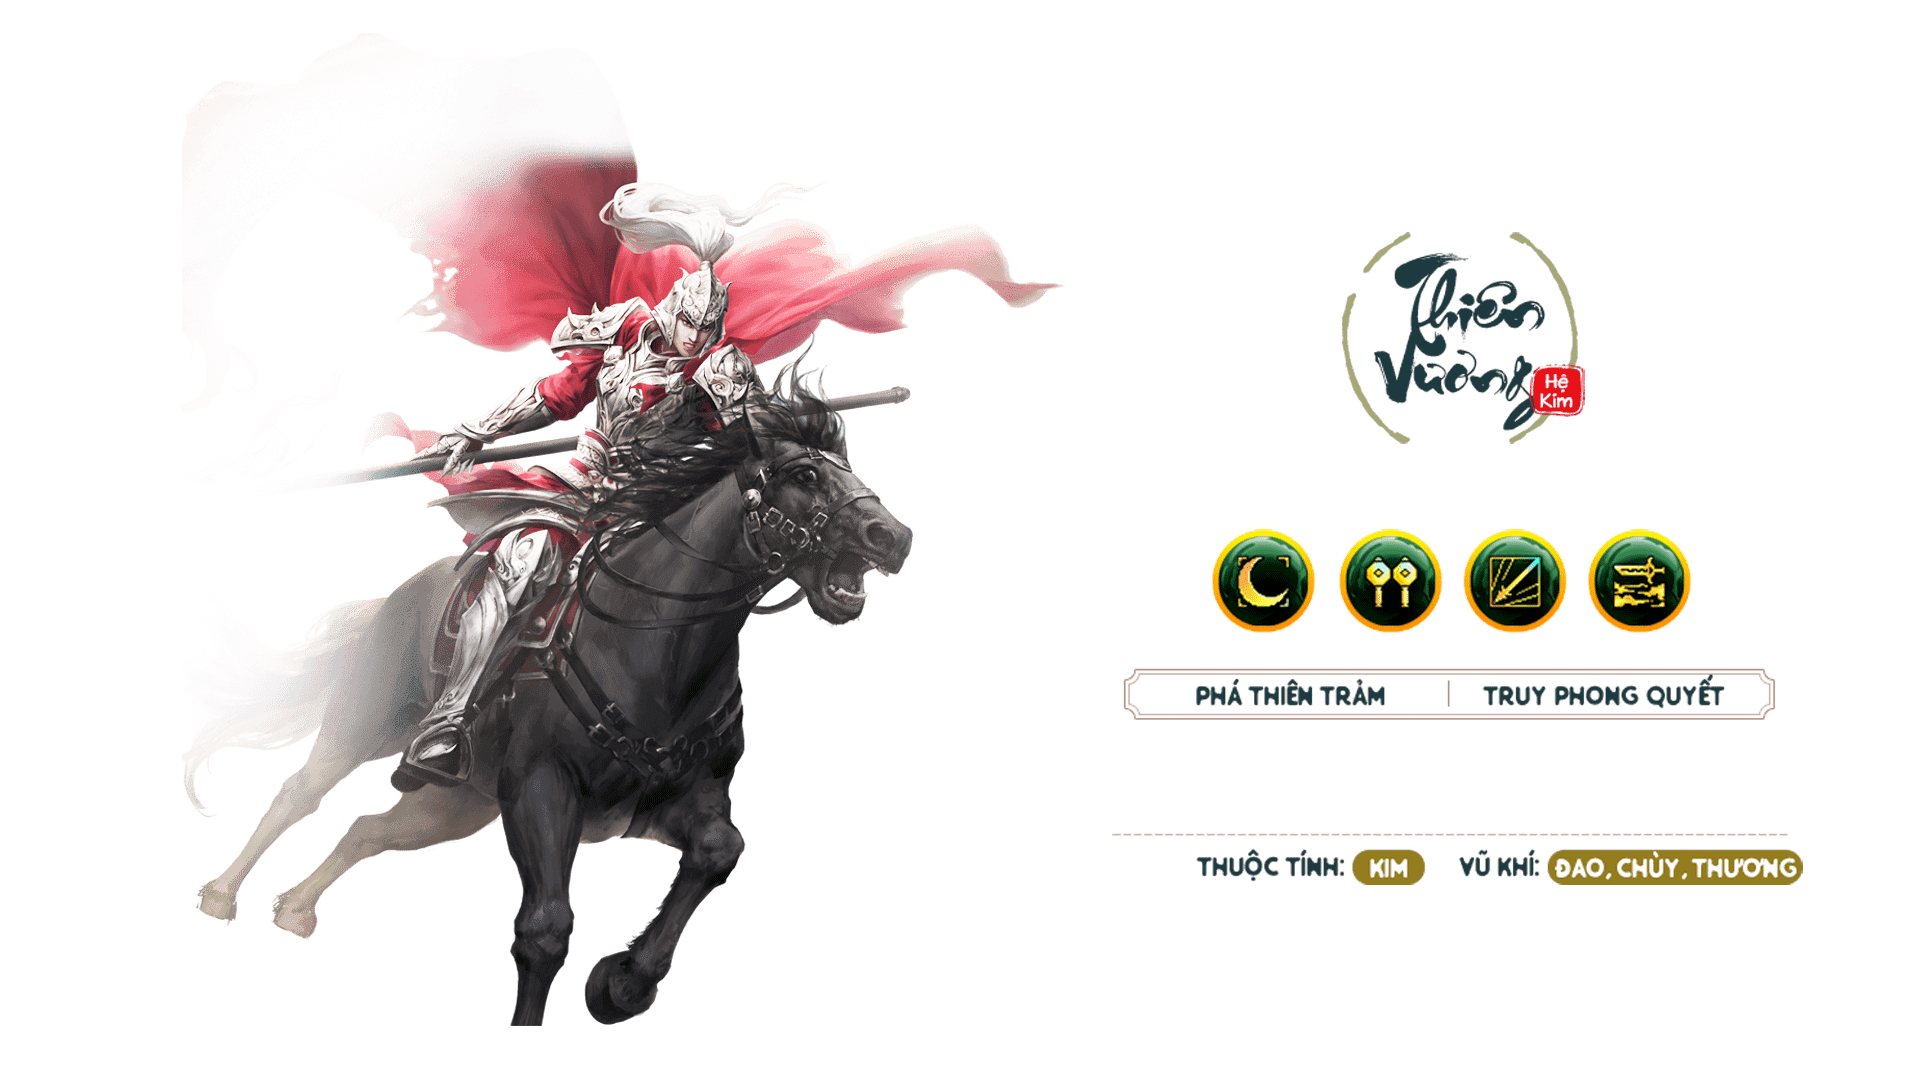 Thiên
Vương
Hệ
Kim
PHÁ THIÊN TRẢM
TRUY PHONG QUYẾT
THUỘC TÍNH: KIM
VŨ KHÍ: ĐAO, CHÙY, THƯƠNG